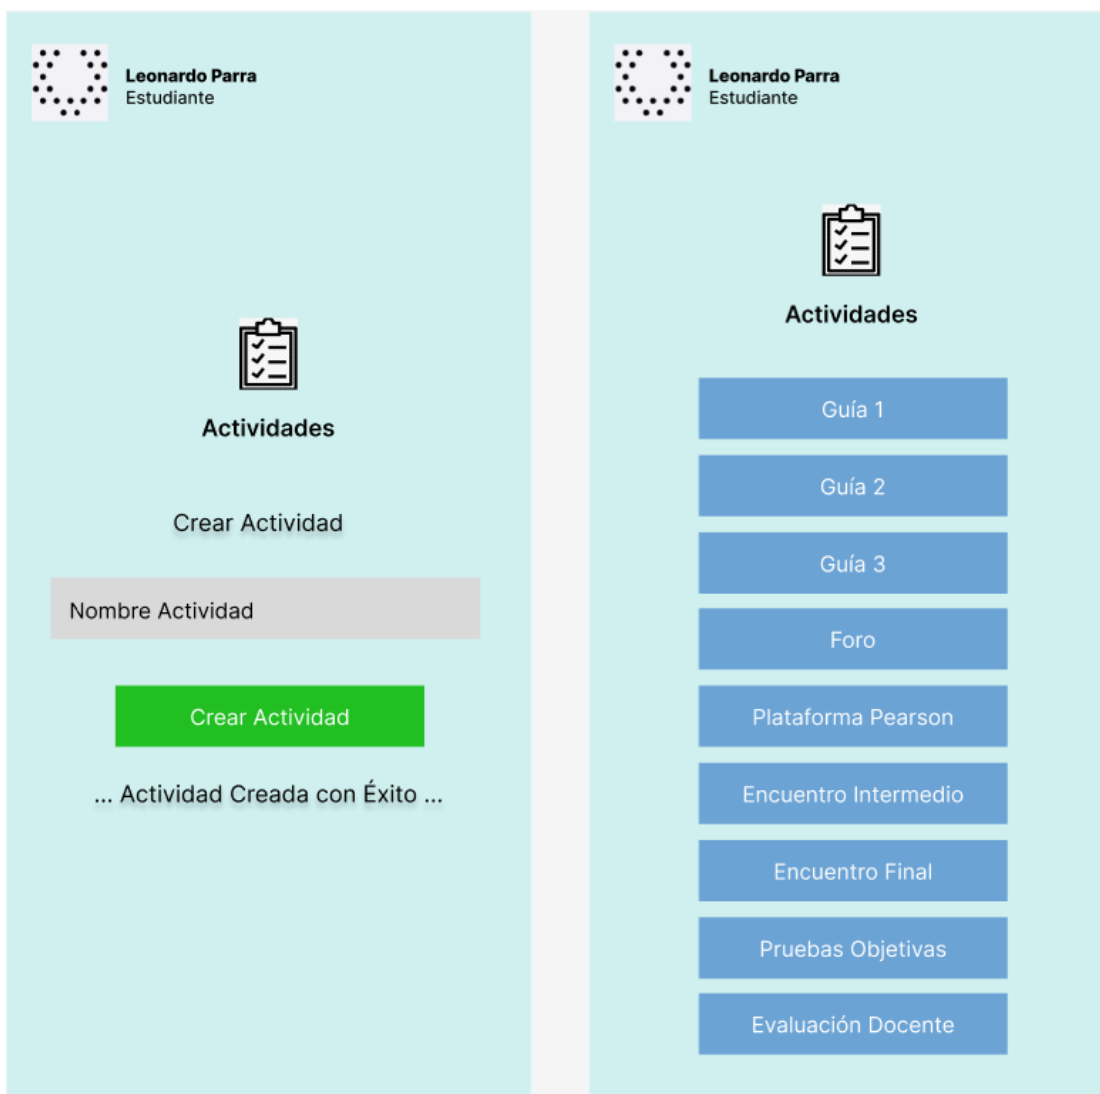 Leonardo Parra
Estudiante
Actividades
Crear Actividad
Nombre Actividad
Crear Actividad
... Actividad Creada con Éxito ...
Leonardo Parra
Estudiante
Actividades
Guía 1
Guía 2
Guía 3
Foro
Plataforma Pearson
Encuentro Intermedio
Encuentro Final
Pruebas Objetivas
Evaluación Docente